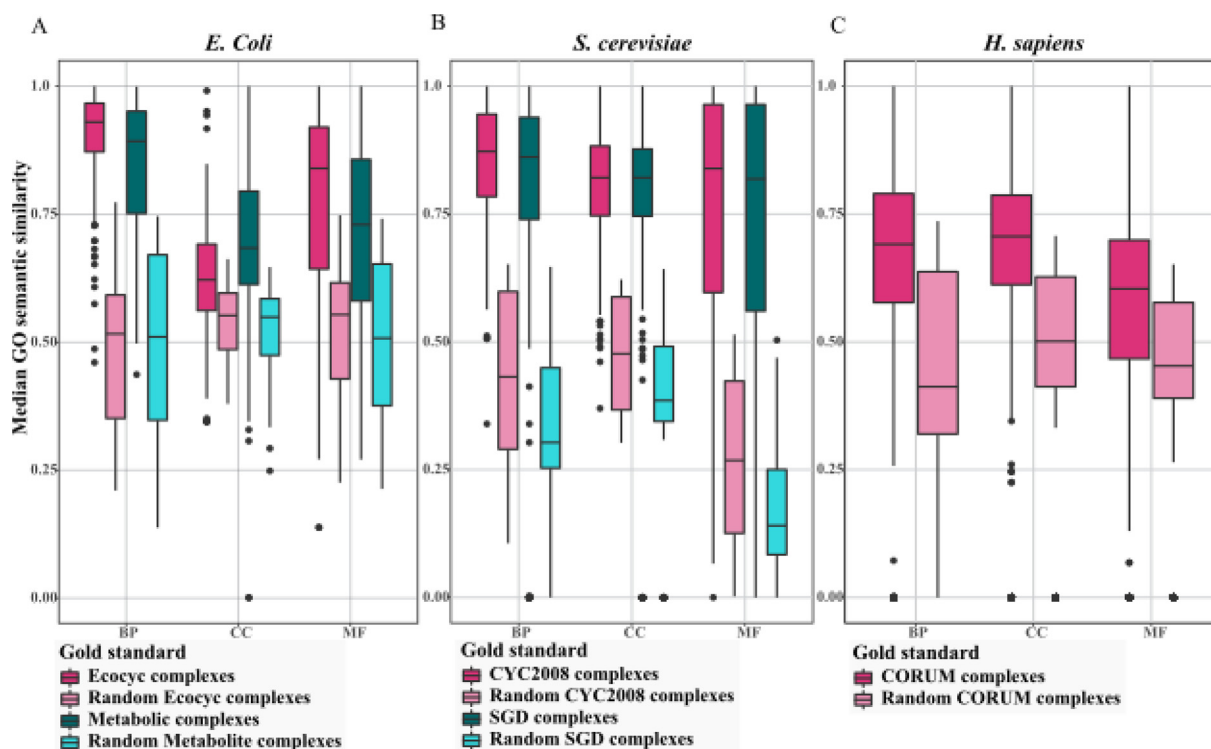 A
E. Coli
B
S. cerevisiae
C
H. sapiens
Median GO semantic similarity
1.0
0.75
0.50
0.25
0.00
BP CC MF
1.0
0.75
0.50
0.25
0.00
BP CC MF
1.0
0.75
0.50
0.25
0.00
BP CC MF
Gold standard
Ecocyc complexes
Random Ecocyc complexes
Metabolic complexes
Random Metabolite complexes
Gold standard
CYC2008 complexes
Random CYC2008 complexes
SGD complexes
Random SGD complexes
Gold standard
CORUM complexes
Random CORUM complexes